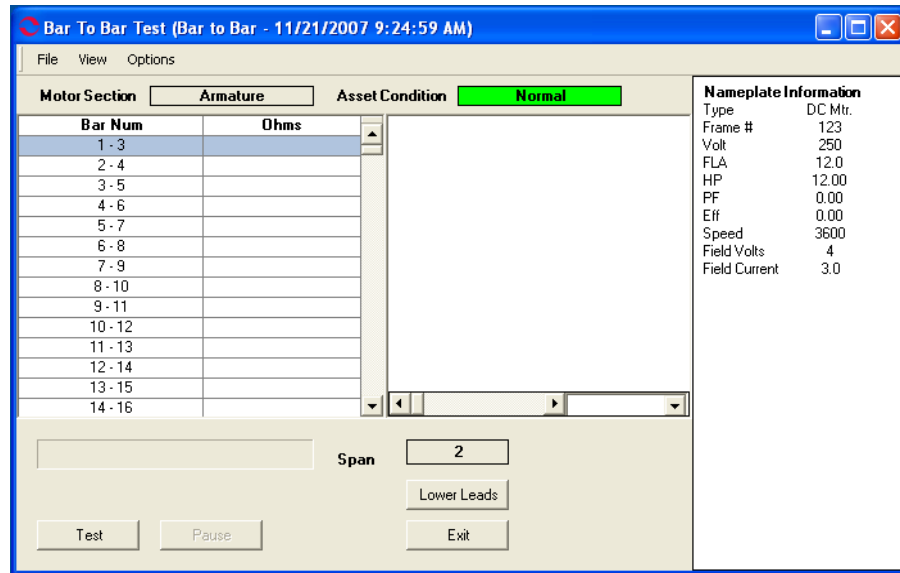 Bar To Bar Test (Bar to Bar - 11/21/2007 9:24:59 AM)
File View Options
Motor Section Armature Asset Condition Normal
Bar Num Ohms
1 - 3
2 - 4
3 - 5
4 - 6
5 - 7
6 - 8
7 - 9
8 - 10
9 - 11
10 - 12
11 - 13
12 - 14
13 - 15
14 - 16
Nameplate Information
Type DC Mtr.
Frame # 123
Volt 250
FLA 12.0
HP 12.00
PF 0.00
Eff 0.00
Speed 3600
Field Volts 4
Field Current 3.0
Span 2
Lower Leads
Test Pause Exit